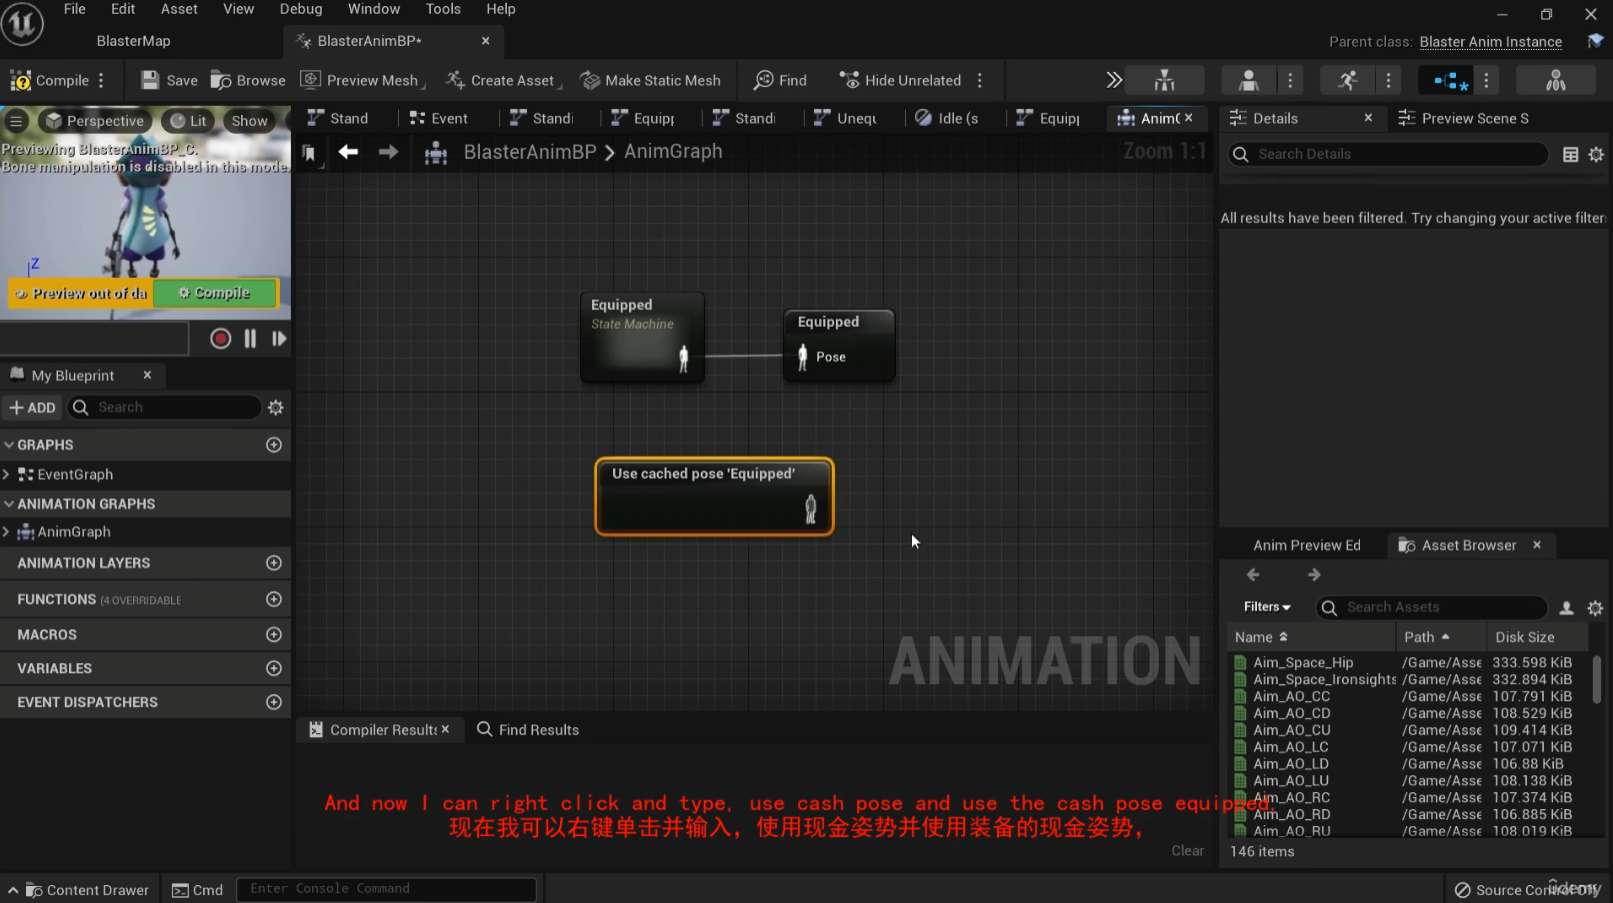 File Edit Asset View Debug Window Tools Help
BlasterMap
BlasterAnimBP*
Parent class: Blaster Anim Instance
Compile
Save
Browse
Preview Mesh
Create Asset
Make Static Mesh
Find
Hide Unrelated
Perspective
Lit
Show
Stand
Event
Standi
Equipp
Standi
Unequ
Idle (s
Equipp
Anim(
Details
Preview Scene S
Previewing BlasterAnimBP_C.
Bone manipulation is disabled in this mode.
BlasterAnimBP > AnimGraph
Zoom 1:1
Search Details
All results have been filtered. Try changing your active filter
Z
Preview out of da
Compile
Equipped
State Machine
Equipped
Pose
Use cached pose 'Equipped'
ANIMATION
My Blueprint
ADD
Search
GRAPHS
EventGraph
ANIMATION GRAPHS
AnimGraph
ANIMATION LAYERS
FUNCTIONS (4 OVERRIDABLE
MACROS
VARIABLES
EVENT DISPATCHERS
Anim Preview Ed
Asset Browser
Filters
Search Assets
Name Path Disk Size
Aim_Space_Hip /Game/Asse 333.598 KiB
Aim_Space_Ironsights /Game/Asse 332.894 KiB
Aim_AO_CC /Game/Asse 107.791 KiB
Aim_AO_CD /Game/Asse 108.529 KiB
Aim_AO_CU /Game/Asse 109.414 KiB
Aim_AO_LC /Game/Asse 107.071 KiB
Aim_AO_LD /Game/Asse 106.88 KiB
Aim_AO_LU /Game/Asse 108.138 KiB
Aim_AO_RC /Game/Asse 107.374 KiB
Aim_AO_RD /Game/Asse 106.885 KiB
Aim_AO_RU /Game/Asse 108.019 KiB
146 items
Compiler Results
Find Results
And now I can right click and type, use cash pose and use the cash pose equipped,
现在我可以右键单击并输入，使用现金姿势并使用装备的现金姿势，
Clear
Content Drawer
Cmd
Enter Console Command
Source Control Off
udemy